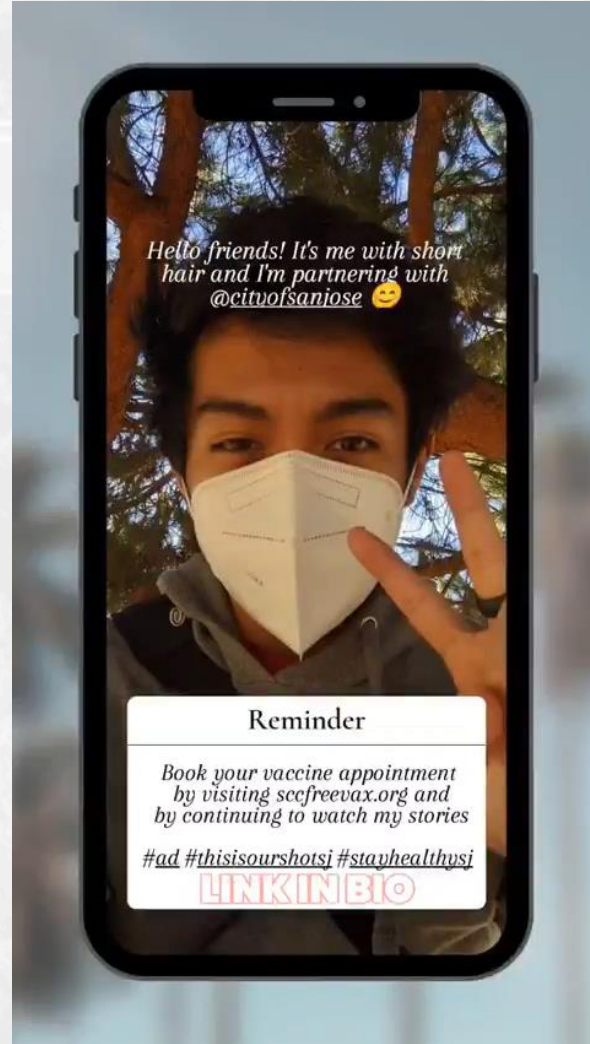 Hello friends! It's me with short
hair and I'm partnering with
@cityofsanjose 😊
Reminder
Book your vaccine appointment
by visiting sccfreevax.org and
by continuing to watch my stories
#ad #thisisourshotsj #stayhealthysj
LINK IN BIO